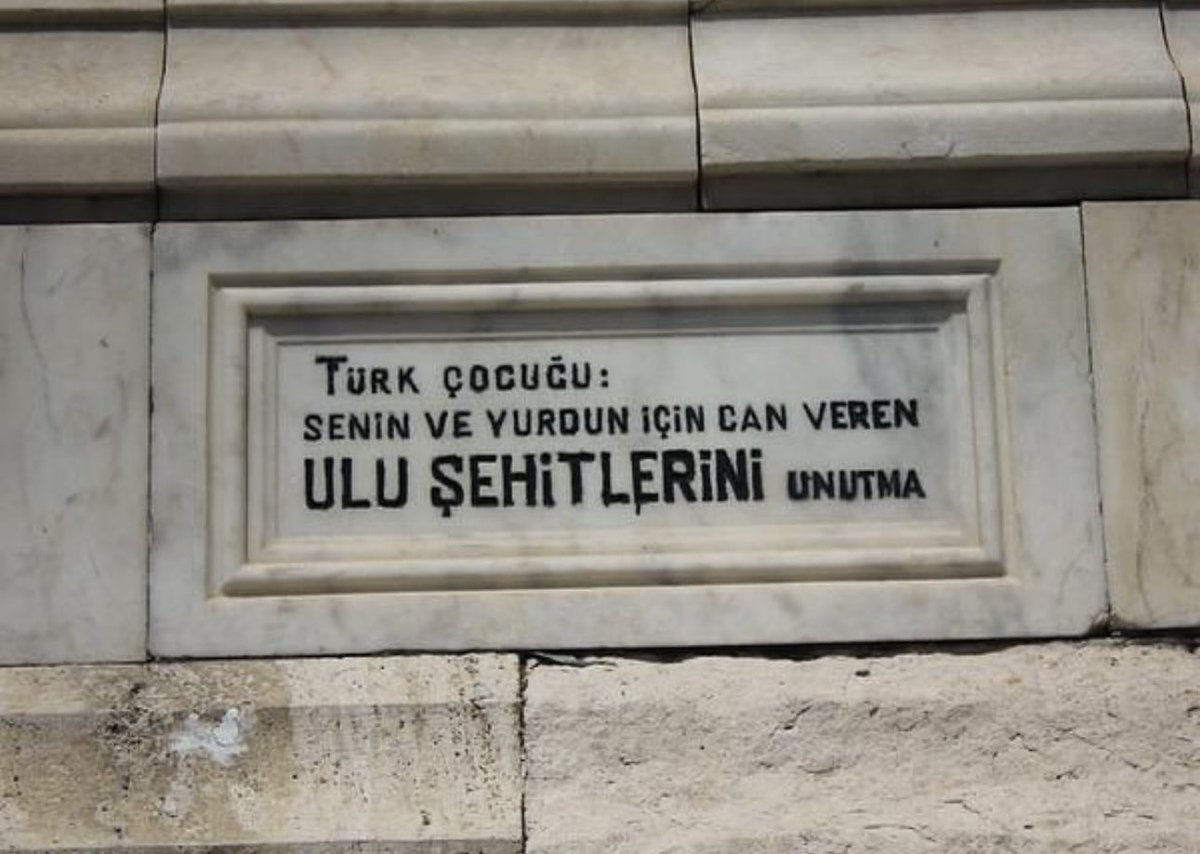 TÜRK ÇOCUĞU:
SENİN VE YURDUN İÇİN CAN VEREN
ULU ŞEHİTLERİNİ UNUTMA